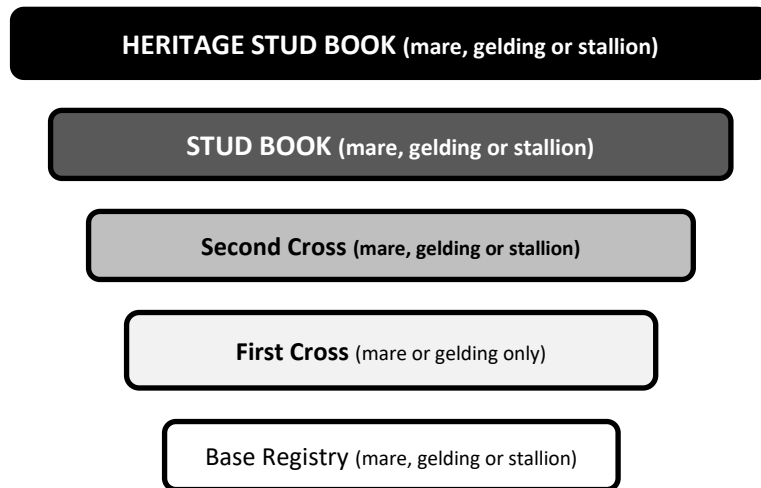 HERITAGE STUD BOOK (mare, gelding or stallion)
STUD BOOK (mare, gelding or stallion)
Second Cross (mare, gelding or stallion)
First Cross (mare or gelding only)
Base Registry (mare, gelding or stallion)